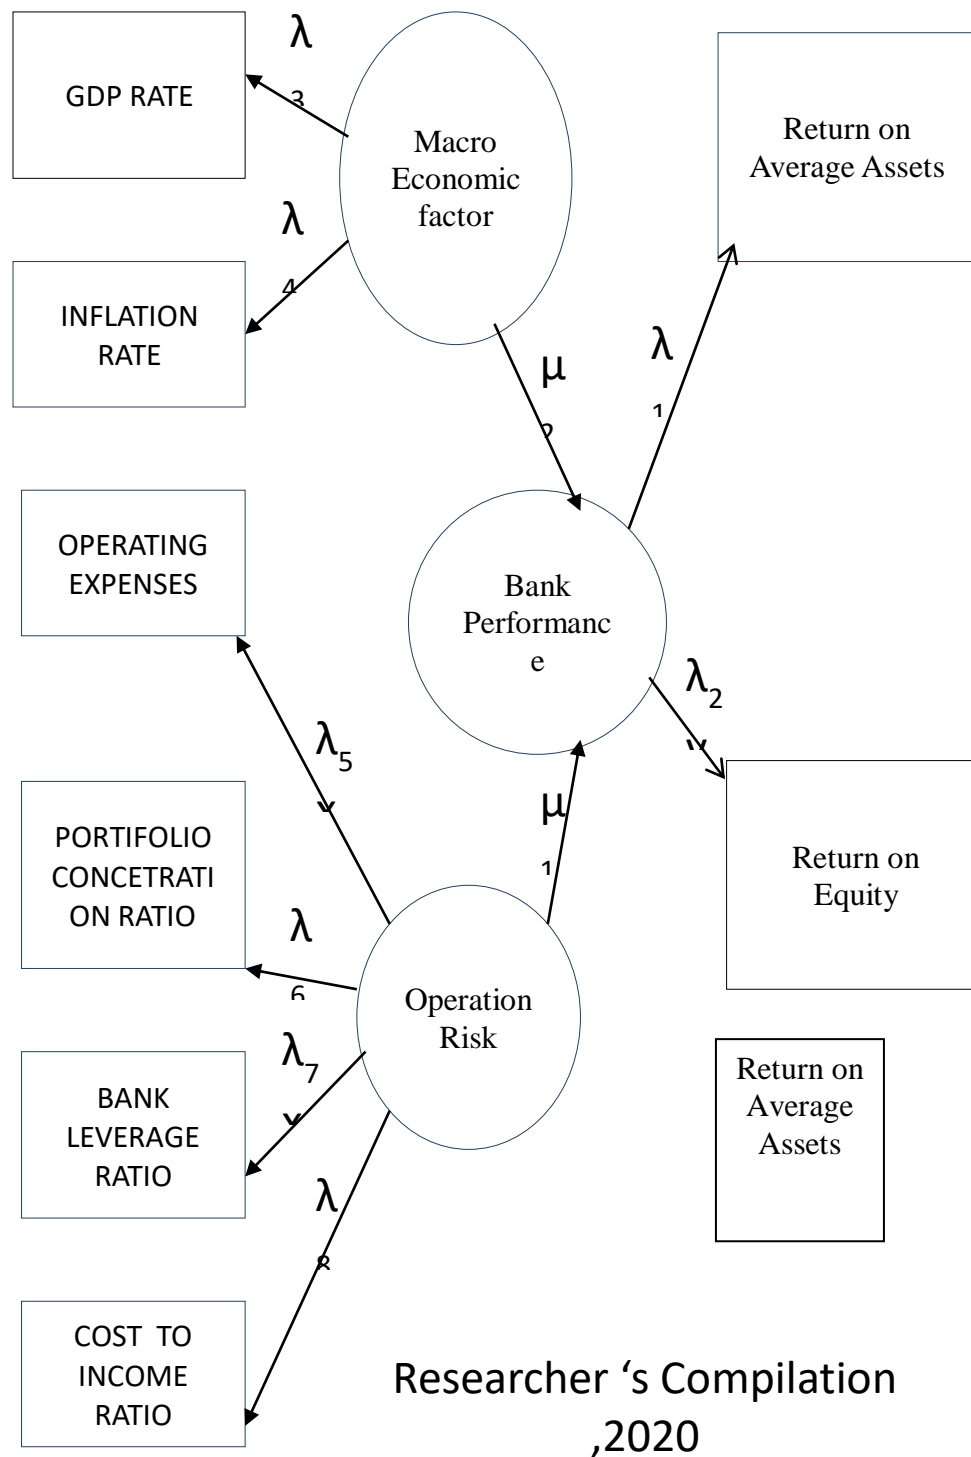 λ
3
GDP RATE
Macro
Economic
factor
Return on
Average Assets
λ
4
INFLATION
RATE
μ
2
λ
1
OPERATING
EXPENSES
Bank
Performanc
e
λ2
λ5
μ
1
PORTIFOLIO
CONCETRATI
ON RATIO
Return on
Equity
λ
6
Operation
Risk
λ7
BANK
LEVERAGE
RATIO
Return on
Average
Assets
λ
8
COST TO
INCOME
RATIO
Researcher ‘s Compilation
,2020